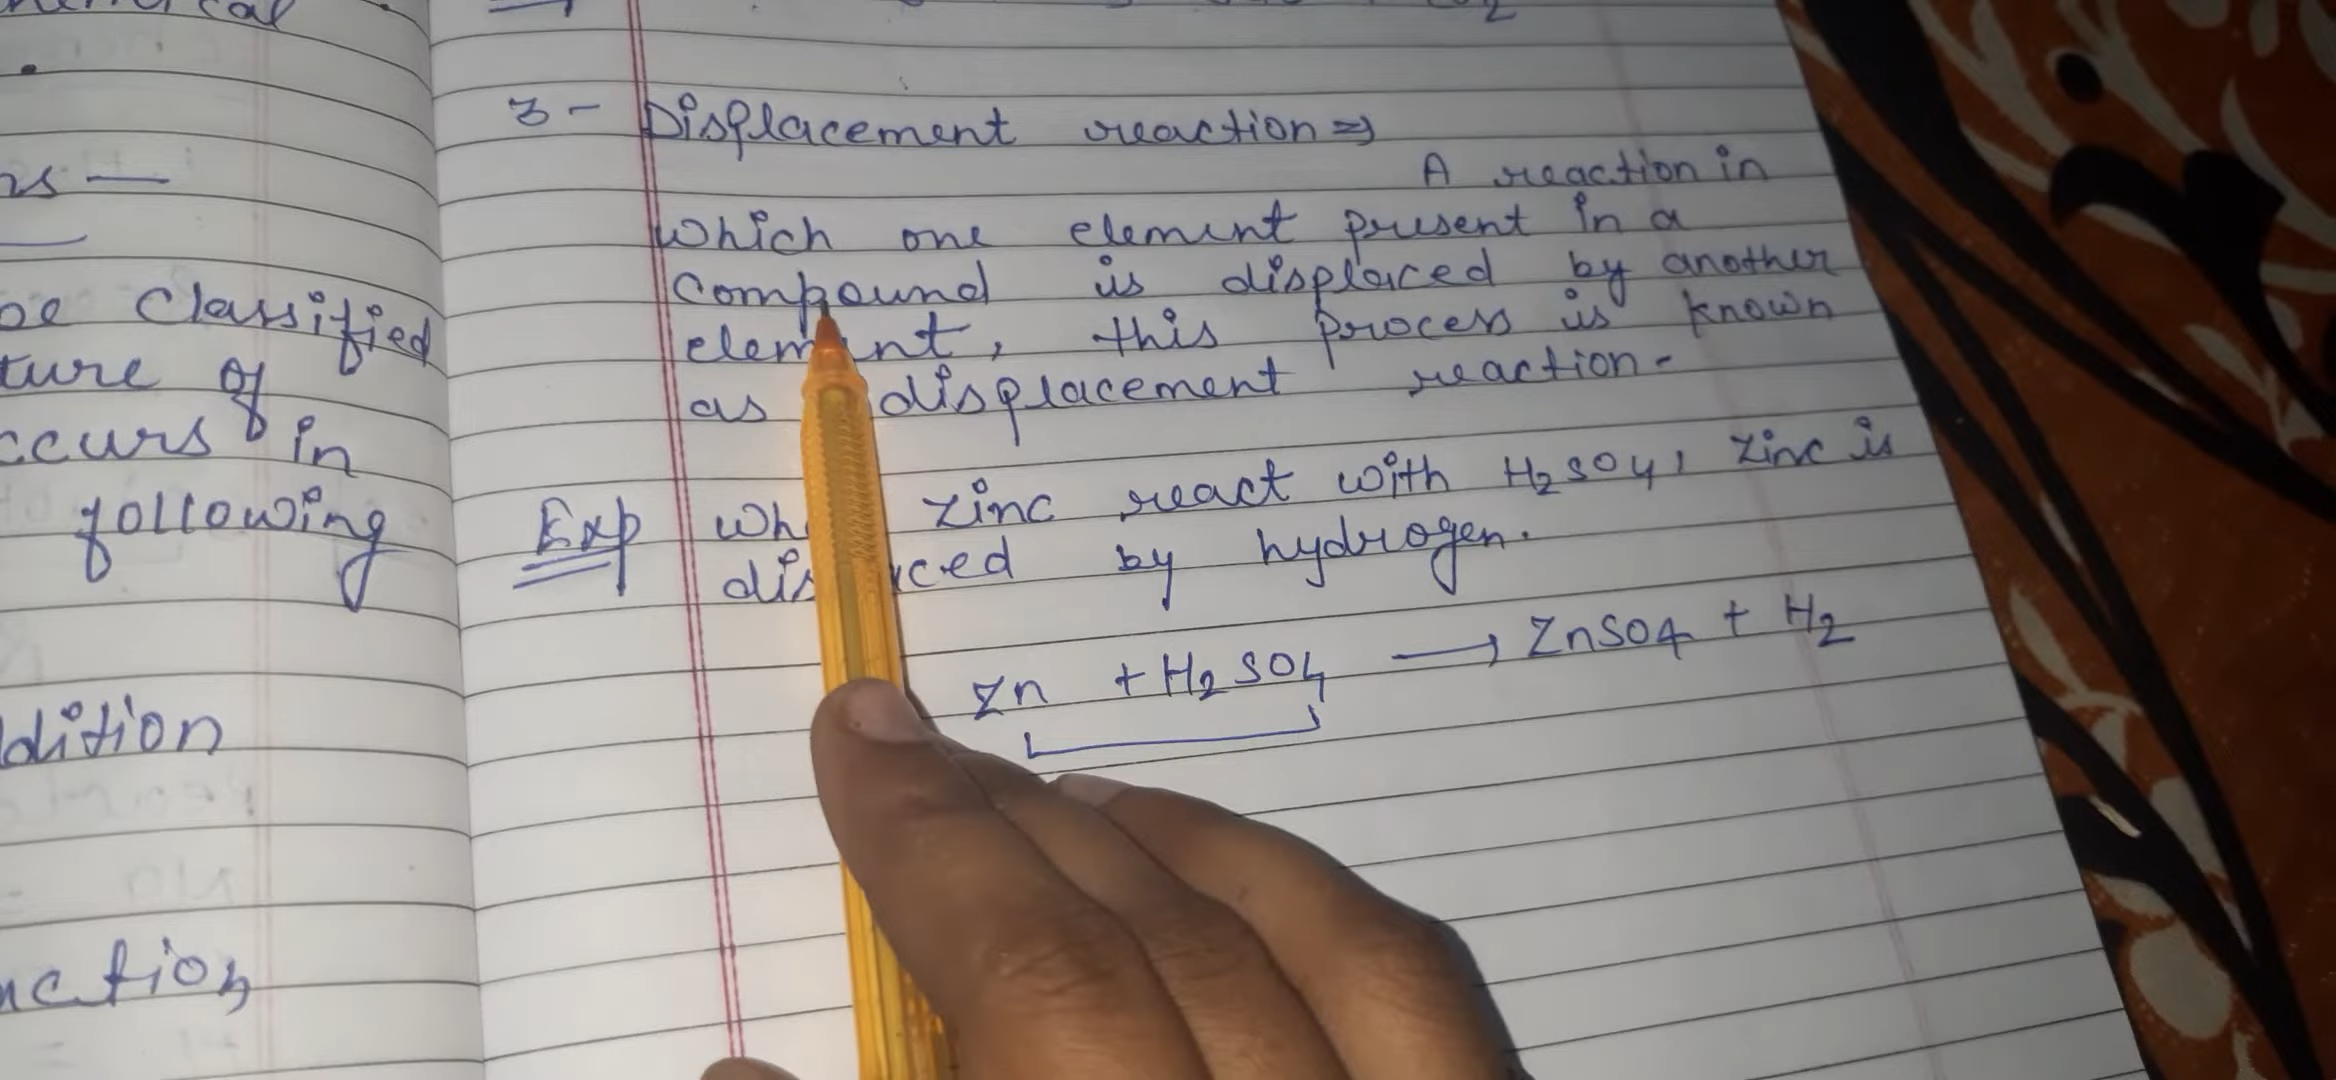 3- Displacement reaction⇒
A reaction in
which one element present in a
compound is displaced by another
element, this process is known
as displacement reaction-
Exp zinc react with H2SO4, zinc is
by hydrogen.
Zn + H2SO4 → ZnSO4 + H2
be classified
ture of
ccurs in
following
dition
action